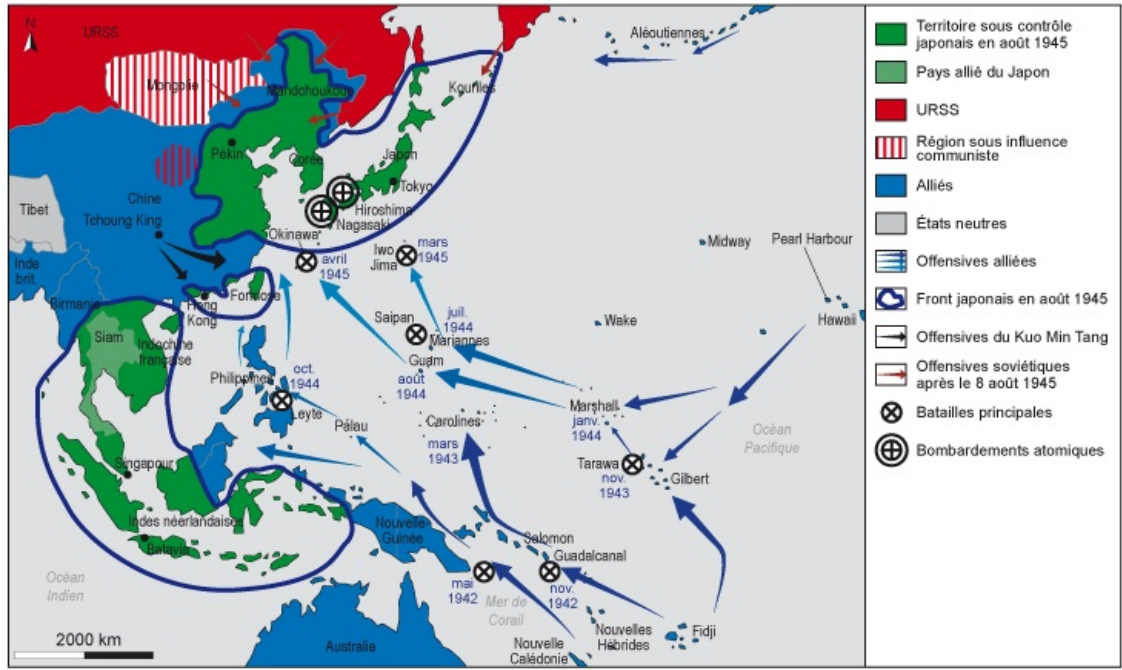 N
URSS
Aléoutiennes
Mongolie
Mandchoukouo
Kouriles
Pékin
Corée
Japon
Tokyo
Tibet
Chine
Tchoung King
Hiroshima
Nagasaki
Okinawa
avril
1945
Iwo
Jima
mars
1945
Midway
Pearl Harbour
Inde
brit.
Birmanie
Hong
Kong
Formose
Saipan
juil.
1944
Mariannes
Wake
Hawaii
Siam
Indochine
française
Guam
août
1944
Philippines
oct.
1944
Leyte
Palau
Carolines
mars
1943
Marshall
janv.
1944
Océan
Pacifique
Singapour
Tarawa
nov.
1943
Gilbert
Indes néerlandaises
Batavia
Nouvelle
Guinée
Salomon
Guadalcanal
Océan
Indien
mai
1942
Mer de
Corail
nov.
1942
2000 km
Australie
Nouvelle
Calédonie
Nouvelles
Hébrides
Fidji
Territoire sous contrôle
japonais en août 1945
Pays allié du Japon
URSS
Région sous influence
communiste
Alliés
États neutres
Offensives alliées
Front japonais en août 1945
Offensives du Kuo Min Tang
Offensives soviétiques
après le 8 août 1945
Batailles principales
Bombardements atomiques